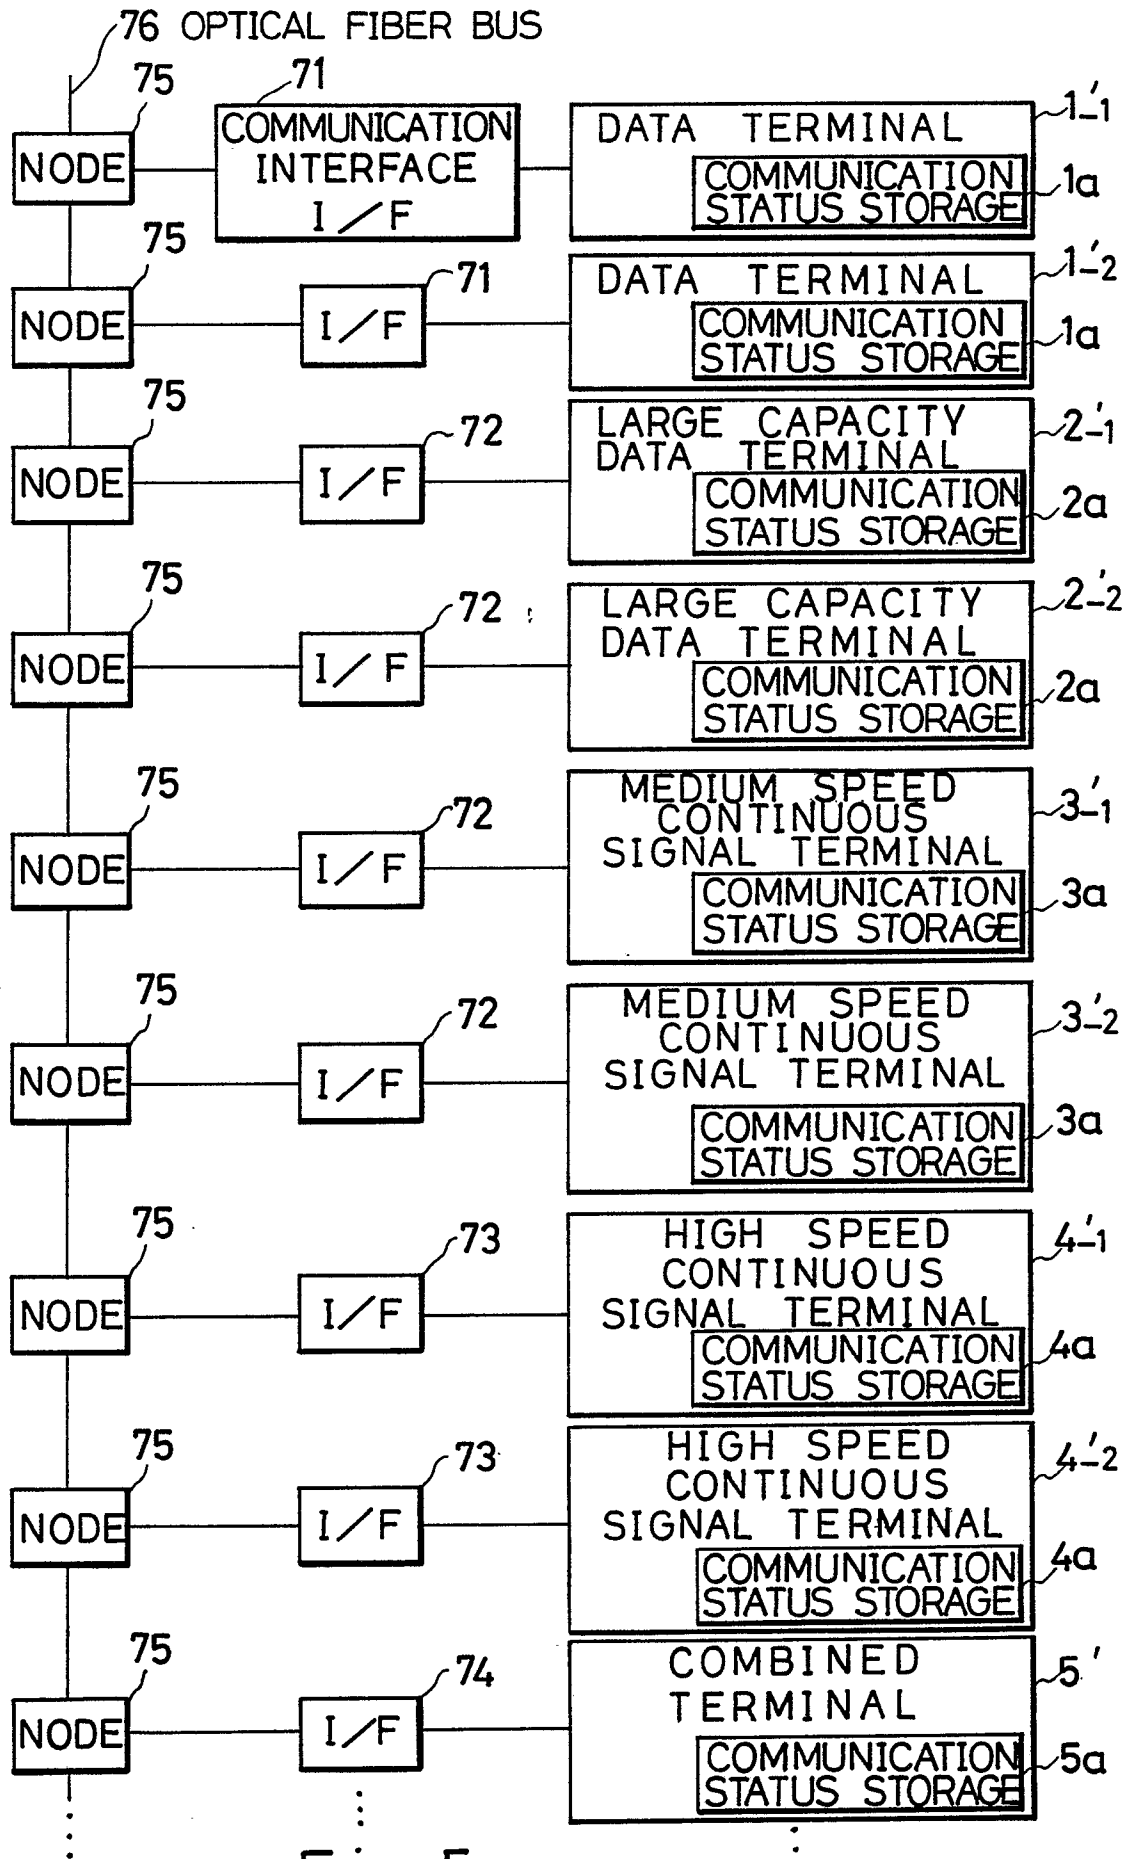 76 OPTICAL FIBER BUS
75
71
NODE
COMMUNICATION
INTERFACE
I/F
DATA TERMINAL
1'-1
COMMUNICATION
STATUS STORAGE
1a
75
NODE
71
I/F
DATA TERMINAL
1'-2
COMMUNICATION
STATUS STORAGE
1a
75
NODE
72
I/F
LARGE CAPACITY
DATA TERMINAL
2'-1
COMMUNICATION
STATUS STORAGE
2a
75
NODE
72
I/F
LARGE CAPACITY
DATA TERMINAL
2'-2
COMMUNICATION
STATUS STORAGE
2a
75
NODE
72
I/F
MEDIUM SPEED
CONTINUOUS
SIGNAL TERMINAL
3'-1
COMMUNICATION
STATUS STORAGE
3a
75
NODE
72
I/F
MEDIUM SPEED
CONTINUOUS
SIGNAL TERMINAL
3'-2
COMMUNICATION
STATUS STORAGE
3a
75
NODE
73
I/F
HIGH SPEED
CONTINUOUS
SIGNAL TERMINAL
4'-1
COMMUNICATION
STATUS STORAGE
4a
75
NODE
73
I/F
HIGH SPEED
CONTINUOUS
SIGNAL TERMINAL
4'-2
COMMUNICATION
STATUS STORAGE
4a
75
NODE
74
I/F
COMBINED
TERMINAL
5'
COMMUNICATION
STATUS STORAGE
5a